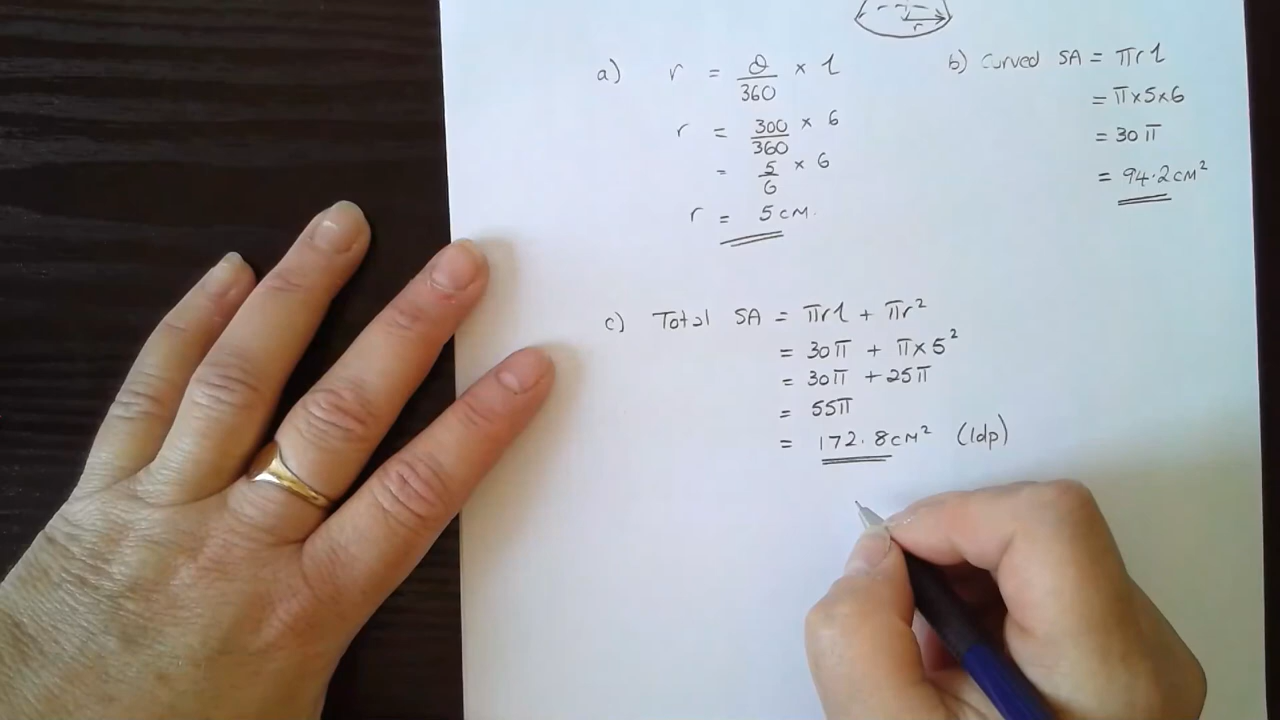 r
a) r = θ/360 × l
r = 300/360 × 6
= 5/6 × 6
r = 5cm.
b) Curved SA = πrl
= π×5×6
= 30π
= 94.2cm²
c) Total SA = πrl + πr²
= 30π + π×5²
= 30π + 25π
= 55π
= 172.8cm² (1dp)